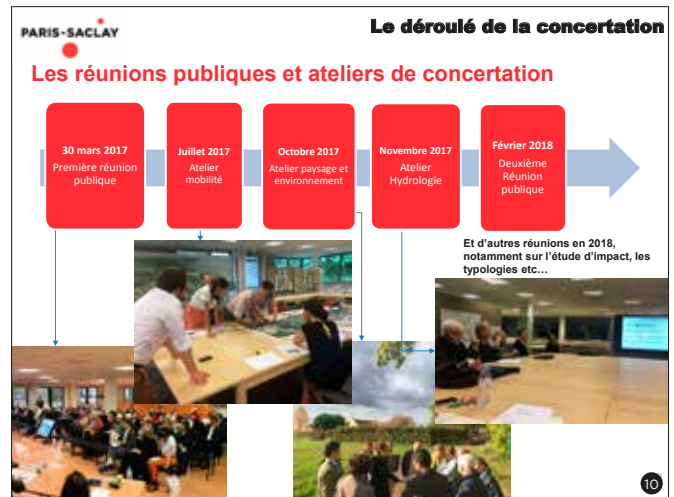 PARIS-SACLAY
Le déroulé de la concertation
Les réunions publiques et ateliers de concertation
30 mars 2017
Première réunion
publique
Juillet 2017
Atelier
mobilité
Octobre 2017
Atelier paysage et
environnement
Novembre 2017
Atelier
Hydrologie
Février 2018
Deuxième
Réunion
publique
Et d'autres réunions en 2018,
notamment sur l'étude d'impact, les
typologies etc…
10